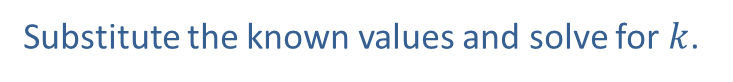 Substitute the known values and solve for k.